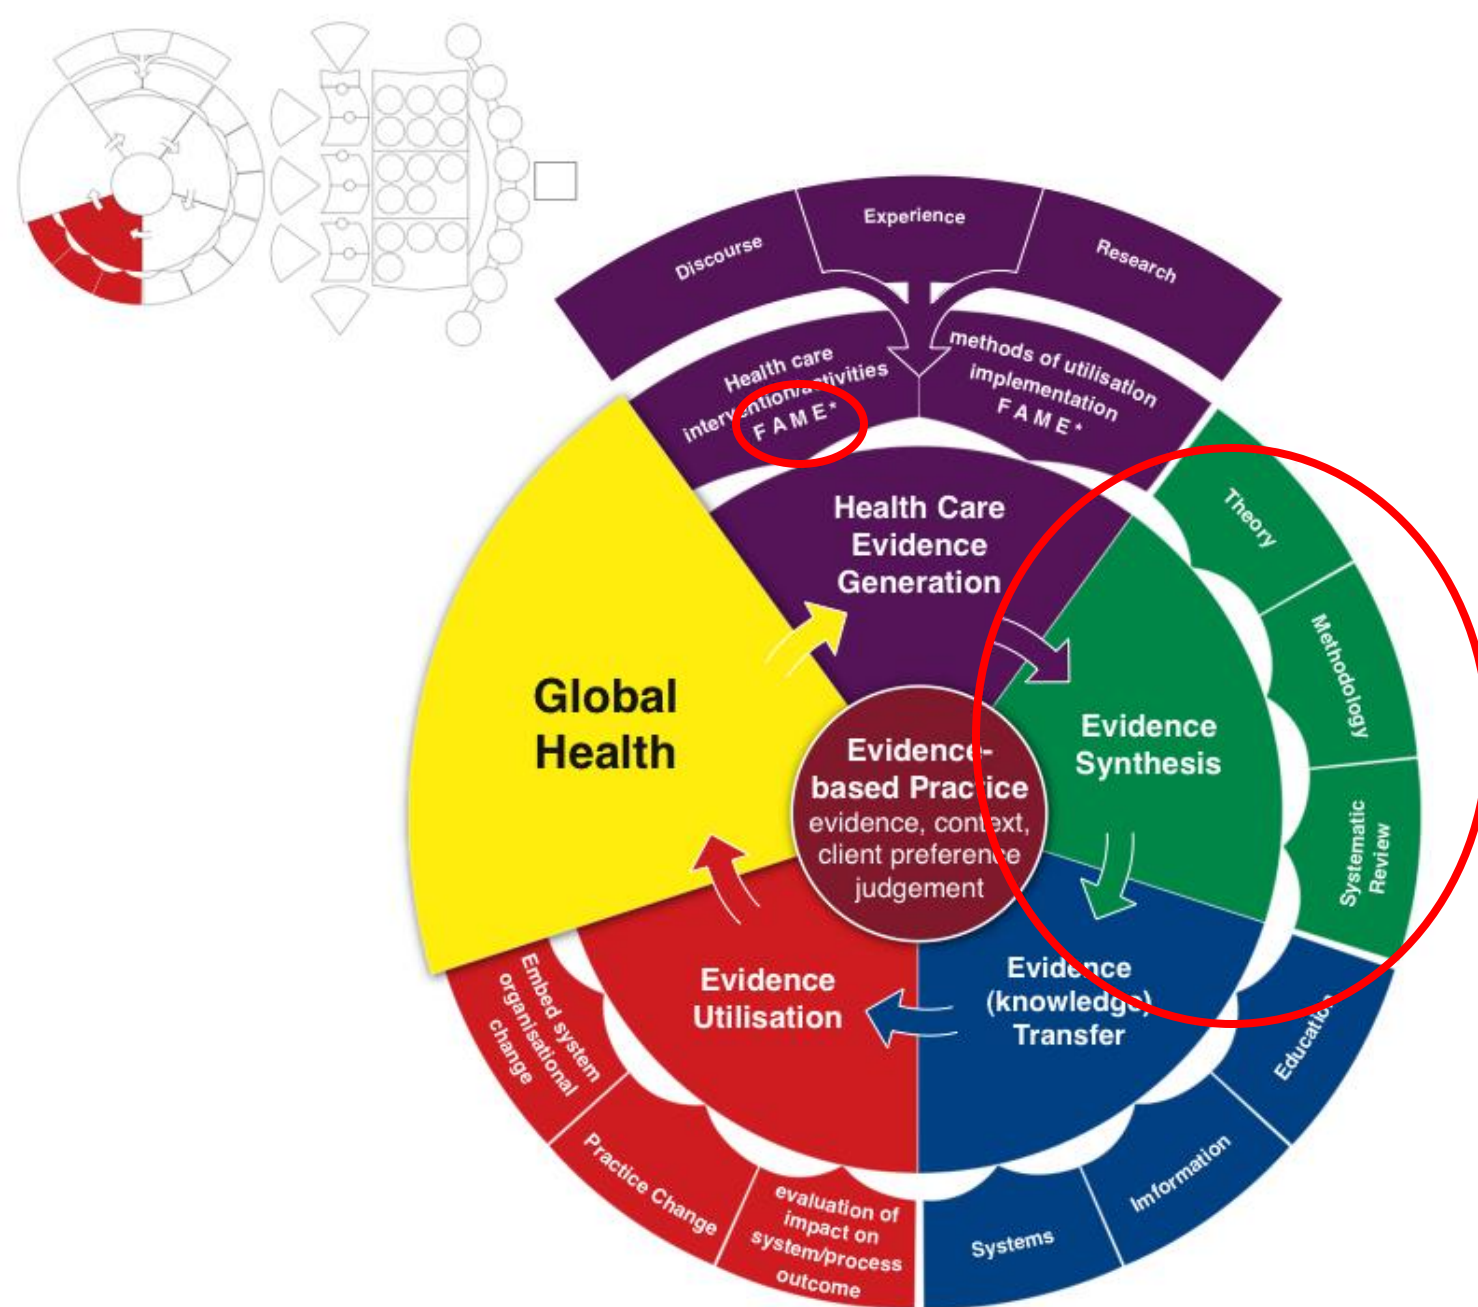 Discourse
Experience
Research
Health care
intervention/activities
F A M E*
methods of utilisation
implementation
F A M E*
Health Care
Evidence
Generation
Theory
Methodology
Systematic
Review
Evidence
Synthesis
Global
Health
Evidence-
based Practice
evidence, context,
client preference
judgement
Evidence
(knowledge)
Transfer
Education
Imformation
Systems
Evidence
Utilisation
Embed system
organisational
change
Practice Change
evaluation of
impact on
system/process
outcome